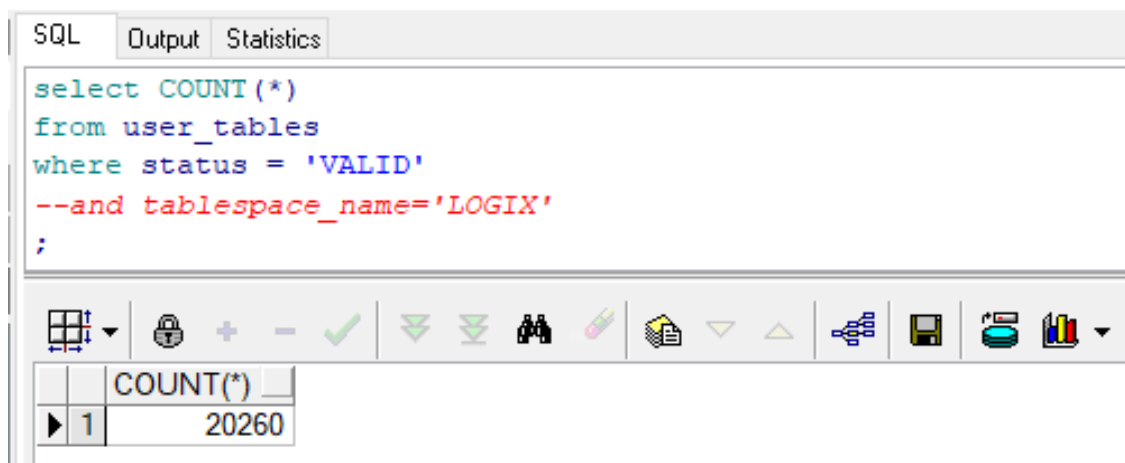 SQL Output Statistics
select COUNT(*)
from user_tables
where status = 'VALID'
--and tablespace_name='LOGIX'
;
COUNT(*)
1 20260